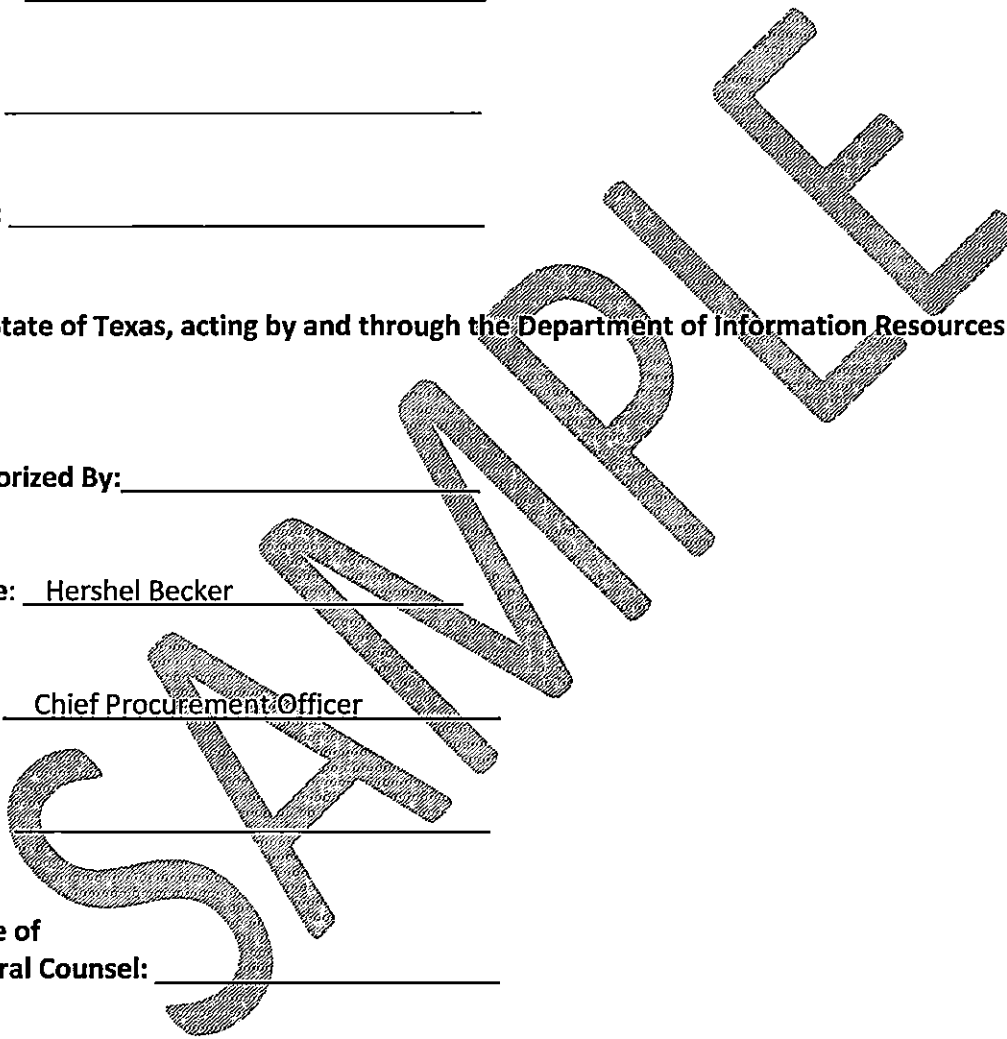 :
tate of Texas, acting by and through the Department of Information Resources
orized By:
e: Hershel Becker
Chief Procurement Officer
e of
ral Counsel:
SAMPLE